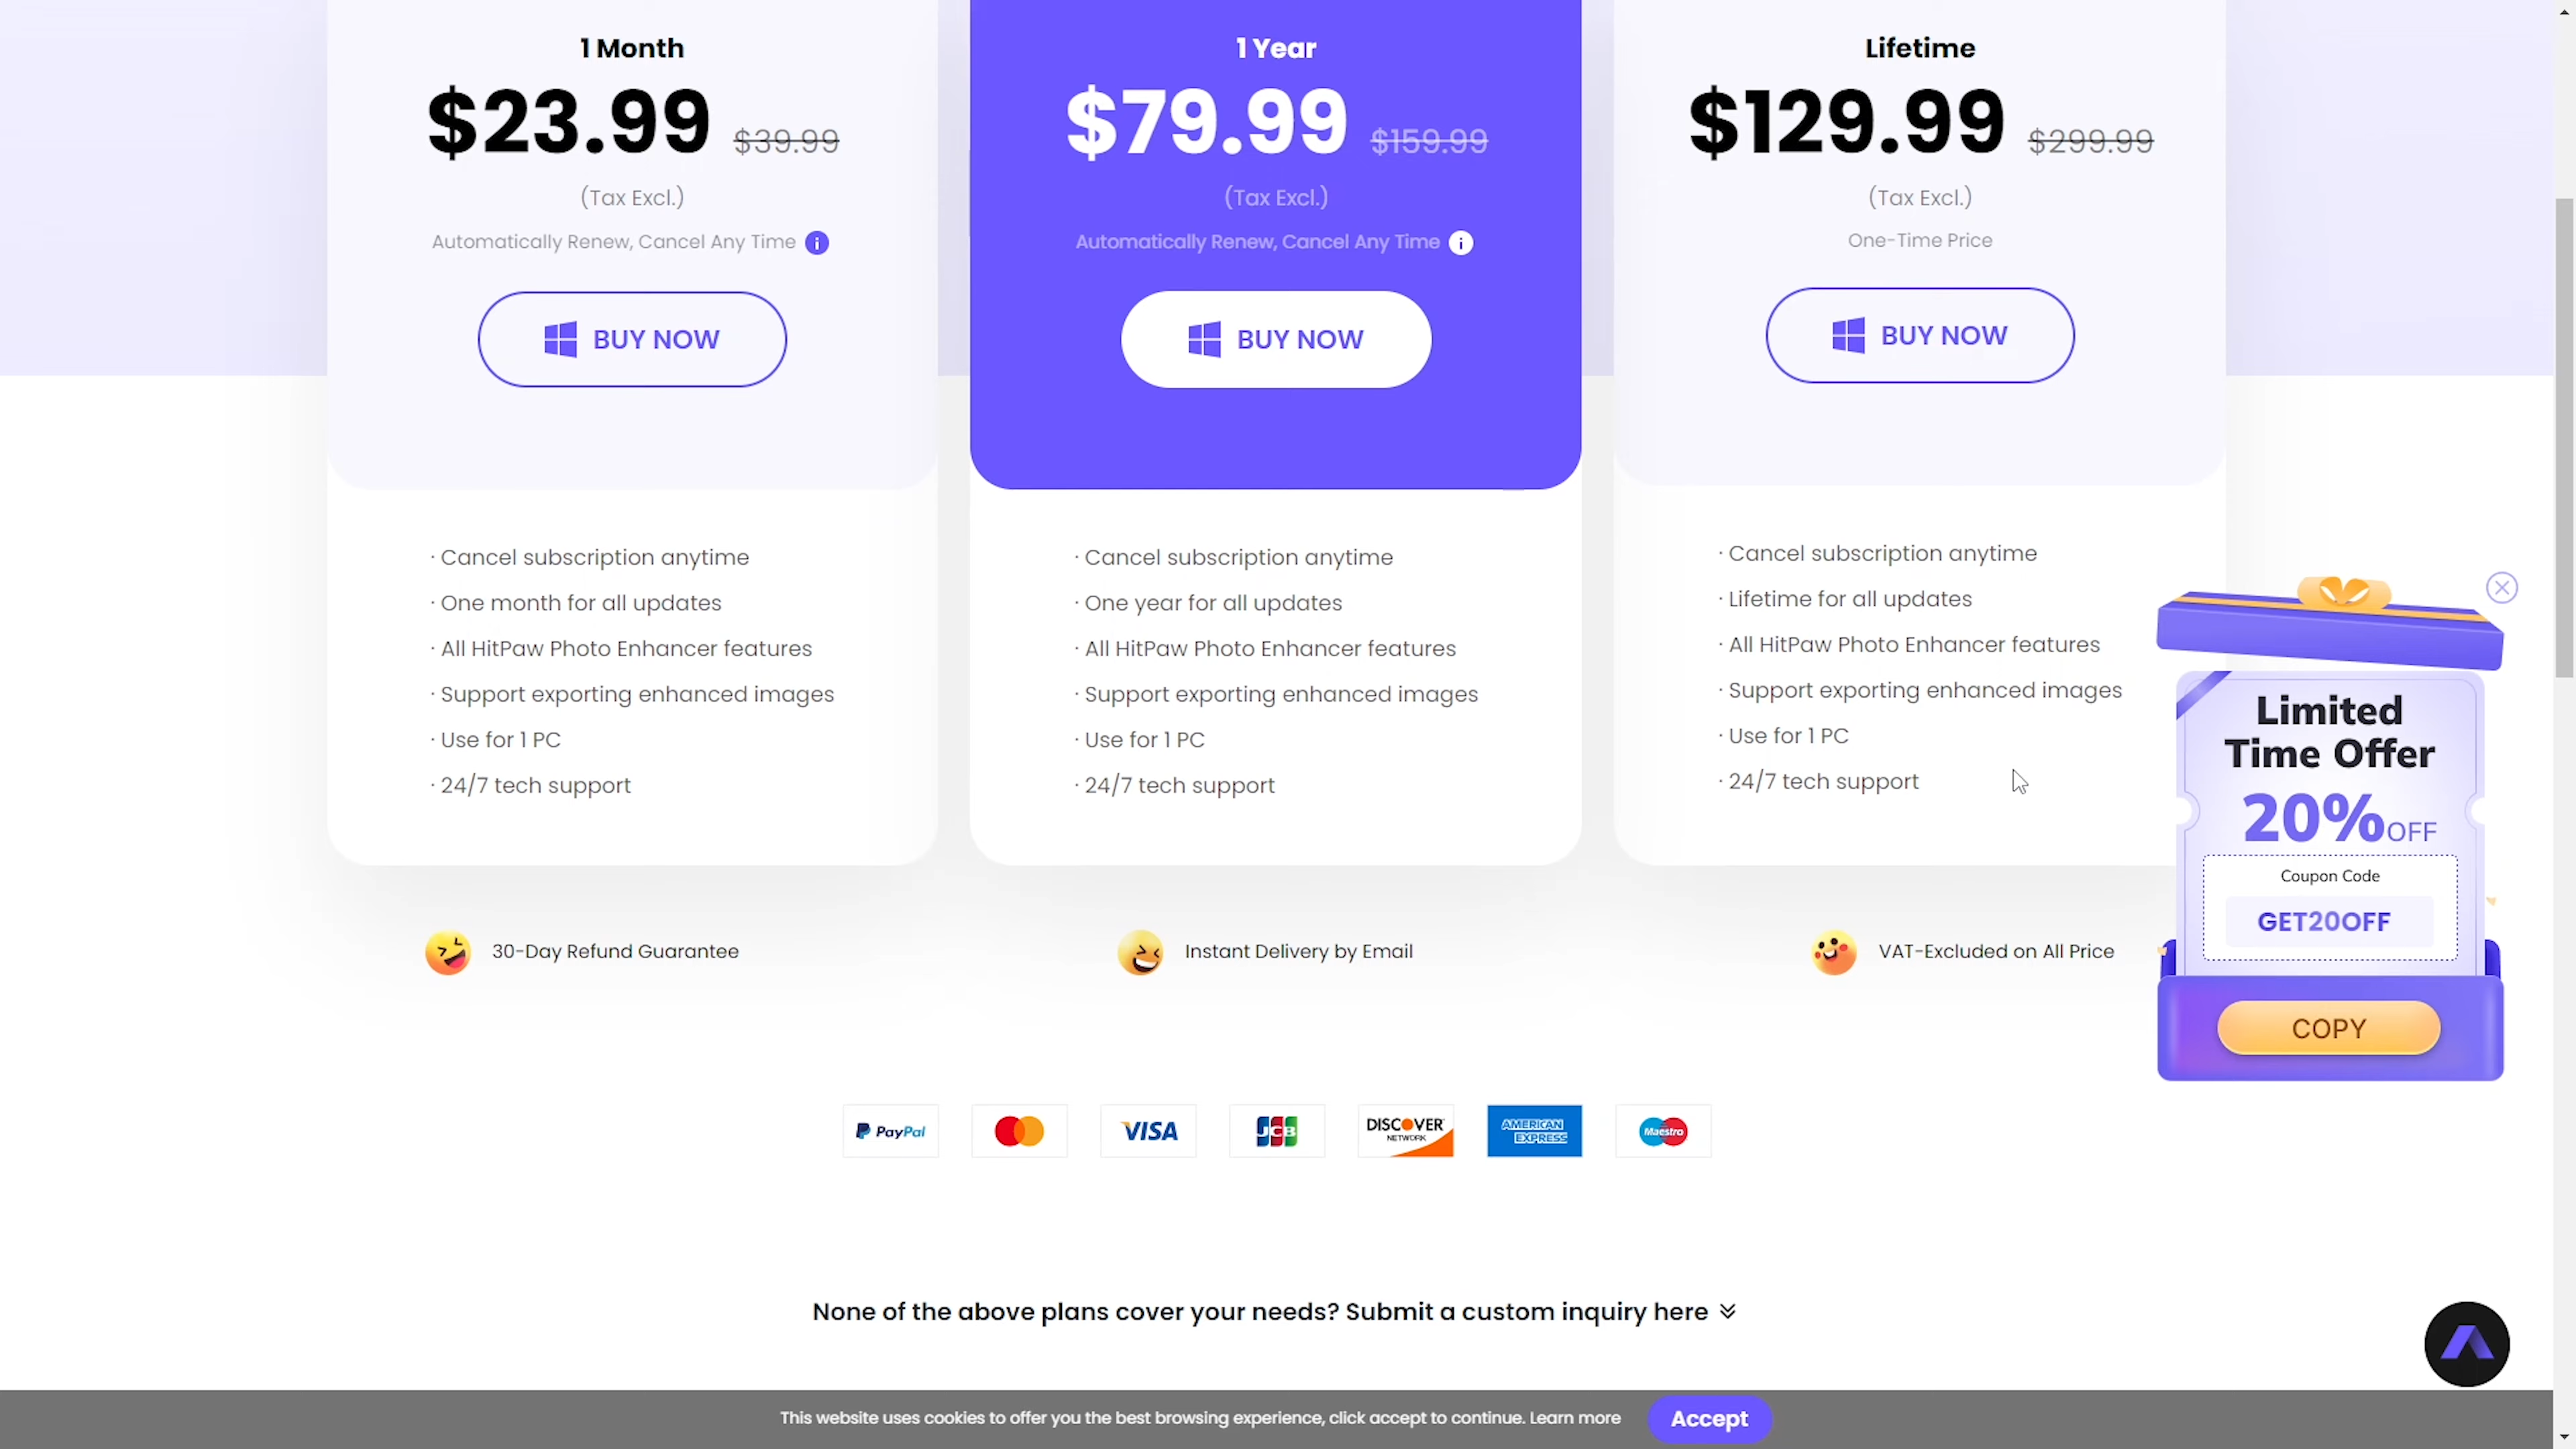 1 Month
$23.99 $39.99
(Tax Excl.)
Automatically Renew, Cancel Any Time i
BUY NOW
· Cancel subscription anytime
· One month for all updates
· All HitPaw Photo Enhancer features
· Support exporting enhanced images
· Use for 1 PC
· 24/7 tech support
1 Year
$79.99 $159.99
(Tax Excl.)
Automatically Renew, Cancel Any Time i
BUY NOW
· Cancel subscription anytime
· One year for all updates
· All HitPaw Photo Enhancer features
· Support exporting enhanced images
· Use for 1 PC
· 24/7 tech support
Lifetime
$129.99 $299.99
(Tax Excl.)
One-Time Price
BUY NOW
· Cancel subscription anytime
· Lifetime for all updates
· All HitPaw Photo Enhancer features
· Support exporting enhanced images
· Use for 1 PC
· 24/7 tech support
Limited
Time Offer
20% OFF
Coupon Code
GET20OFF
COPY
30-Day Refund Guarantee
Instant Delivery by Email
VAT-Excluded on All Price
PayPal
VISA
JCB
DISCOVER
NETWORK
AMERICAN
EXPRESS
Maestro
None of the above plans cover your needs? Submit a custom inquiry here
This website uses cookies to offer you the best browsing experience, click accept to continue. Learn more
Accept